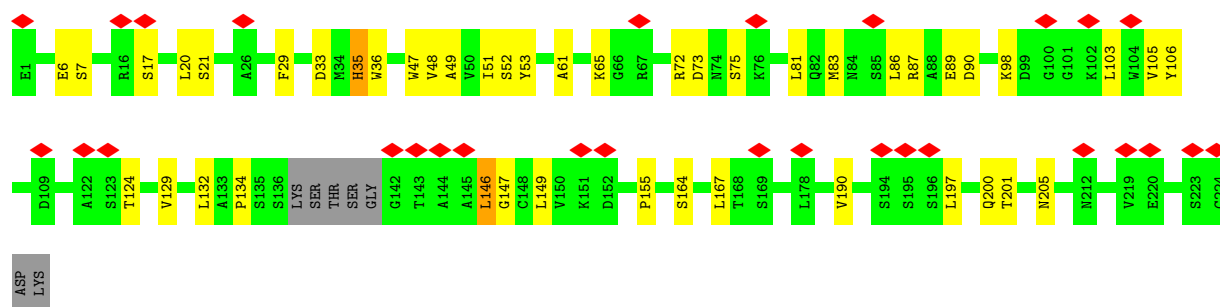 E1 E6 S7 R16 S17 L20 S21 A26 F29 D33 M34 H35 W36 W47 V48 A49 V50 I51 S52 Y53 A61 K65 G66 R67 R72 D73 N74 S75 K76 L81 Q82 M83 N84 S85 L86 R87 A88 E89 D90 K98 D99 G100 G101 K102 L103 W104 V105 Y106
D109 A122 S123 T124 V129 L132 A133 P134 S135 S136 LYS SER THR SER GLY G142 T143 A144 A145 L146 G147 C148 L149 V150 K151 D152 P155 S164 L167 T168 S169 L178 V190 S194 S195 S196 L197 Q200 T201 N205 N212 V219 E220 S223
ASP LYS